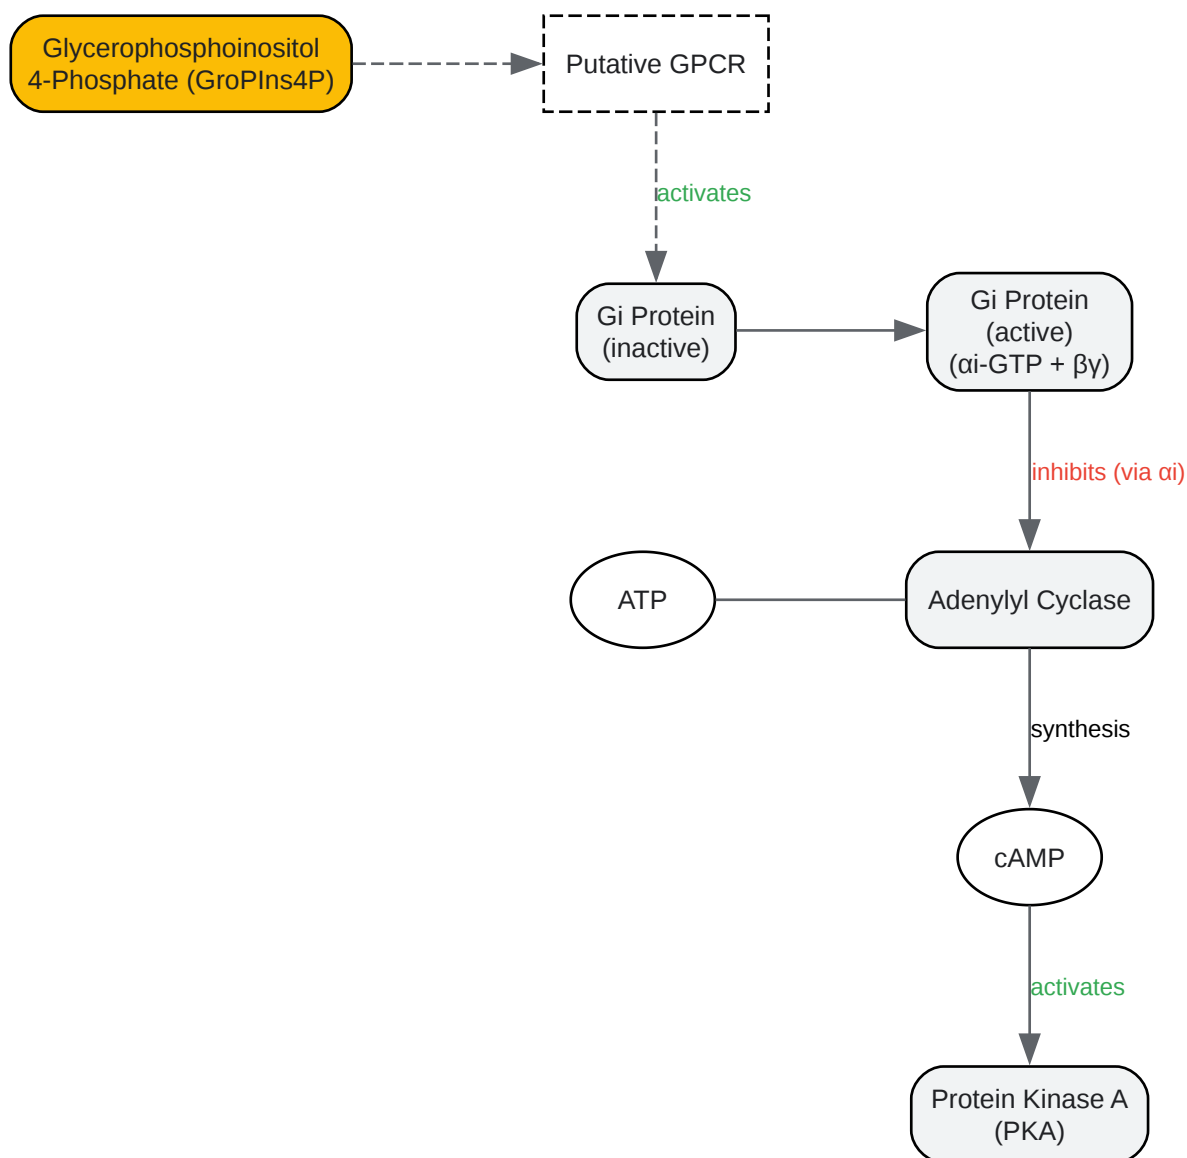 Glycerophosphoinositol
4-Phosphate (GroPIns4P)
Putative GPCR
activates
Gi Protein
(inactive)
Gi Protein
(active)
(αi-GTP + βγ)
inhibits (via αi)
ATP
Adenylyl Cyclase
synthesis
cAMP
activates
Protein Kinase A
(PKA)